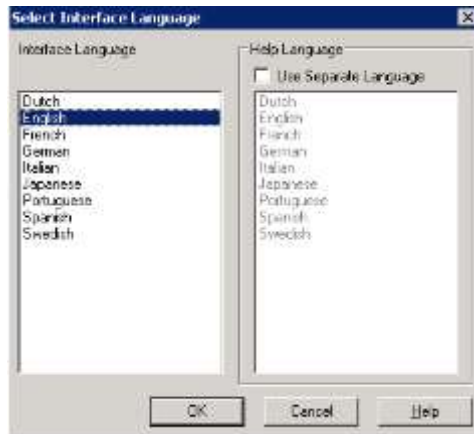 Select Interface Language
Interface Language
Dutch
English
French
German
Italian
Japanese
Portuguese
Spanish
Swedish
Help Language
Use Separate Language
Dutch
English
French
German
Italian
Japanese
Portuguese
Spanish
Swedish
OK
Cancel
Help